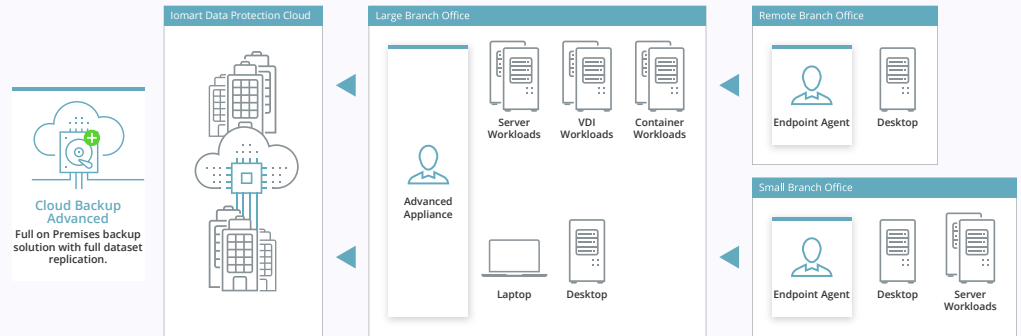 Cloud Backup
Advanced
Full on Premises backup
solution with full dataset
replication.
Iomart Data Protection Cloud
Large Branch Office
Advanced
Appliance
Server
Workloads
VDI
Workloads
Container
Workloads
Laptop
Desktop
Remote Branch Office
Endpoint Agent
Desktop
Small Branch Office
Endpoint Agent
Desktop
Server
Workloads